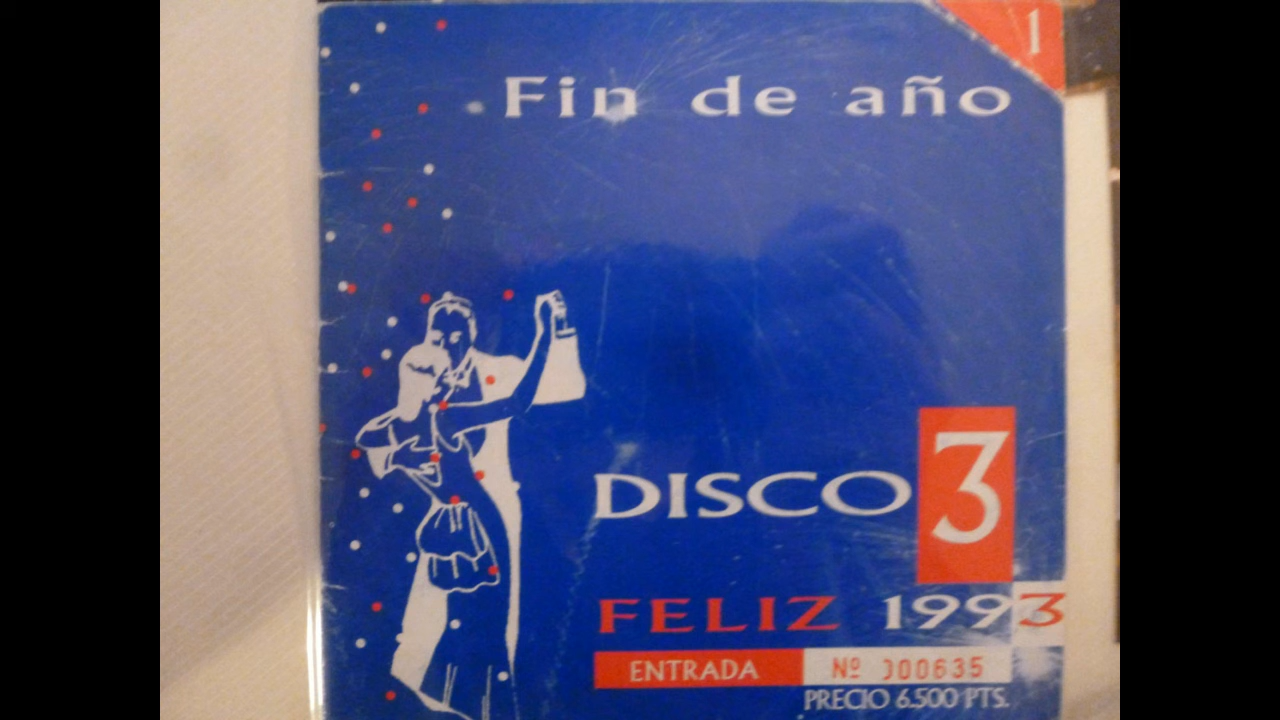 1
Fin de año
DISCO 3
FELIZ 1993
ENTRADA Nº 000635
PRECIO 6.500 PTS.